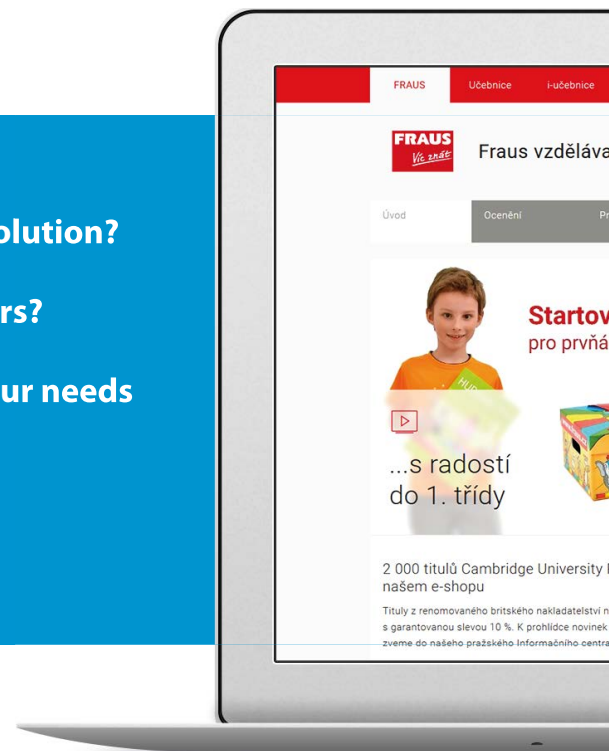 olution?
rs?
ur needs
FRAUS
Učebnice
i-učebnice
FRAUS
Víc znát
Fraus vzděláva
Úvod
Ocenění
Pr
Startov
pro prvňá
HUR
...s radostí
do 1. třídy
2 000 titulů Cambridge University
našem e-shopu
Tituly z renomovaného britského nakladatelství n
s garantovanou slevou 10 %. K prohlídce novinek
zveme do našeho pražského Informačního centra